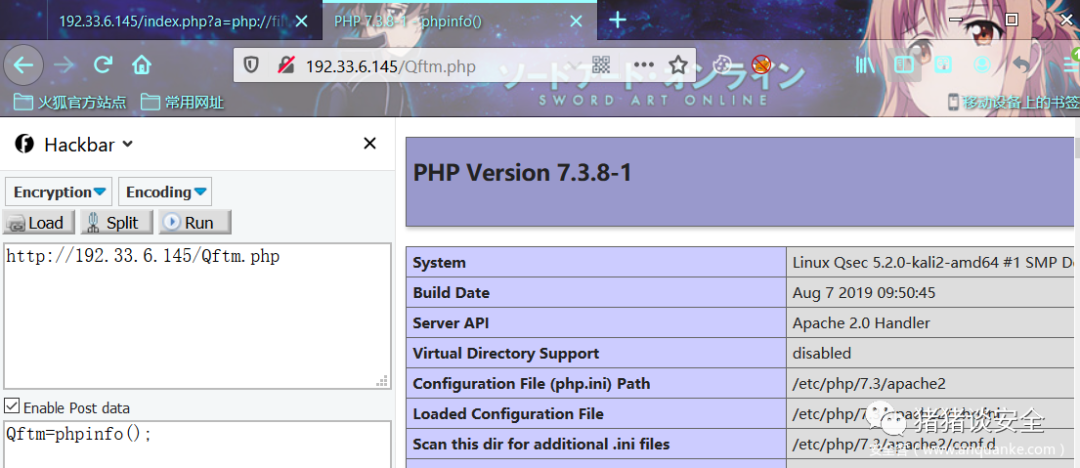 192.33.6.145/index.php?a=php://fi
PHP 7.3.8-1 - phpinfo()
192.33.6.145/Qftm.php
ソードアート・オンライン
SWORD ART ONLINE
火狐官方站点
常用网址
移动设备上的书签
Hackbar
Encryption
Encoding
Load
Split
Run
http://192.33.6.145/Qftm.php
Enable Post data
Qftm=phpinfo();
PHP Version 7.3.8-1
System Linux Qsec 5.2.0-kali2-amd64 #1 SMP De
Build Date Aug 7 2019 09:50:45
Server API Apache 2.0 Handler
Virtual Directory Support disabled
Configuration File (php.ini) Path /etc/php/7.3/apache2
Loaded Configuration File /etc/php/7.3/apache2/php.ini
Scan this dir for additional .ini files /etc/php/7.3/apache2/conf.d
猪猪谈安全
安全客（www.anquanke.com）